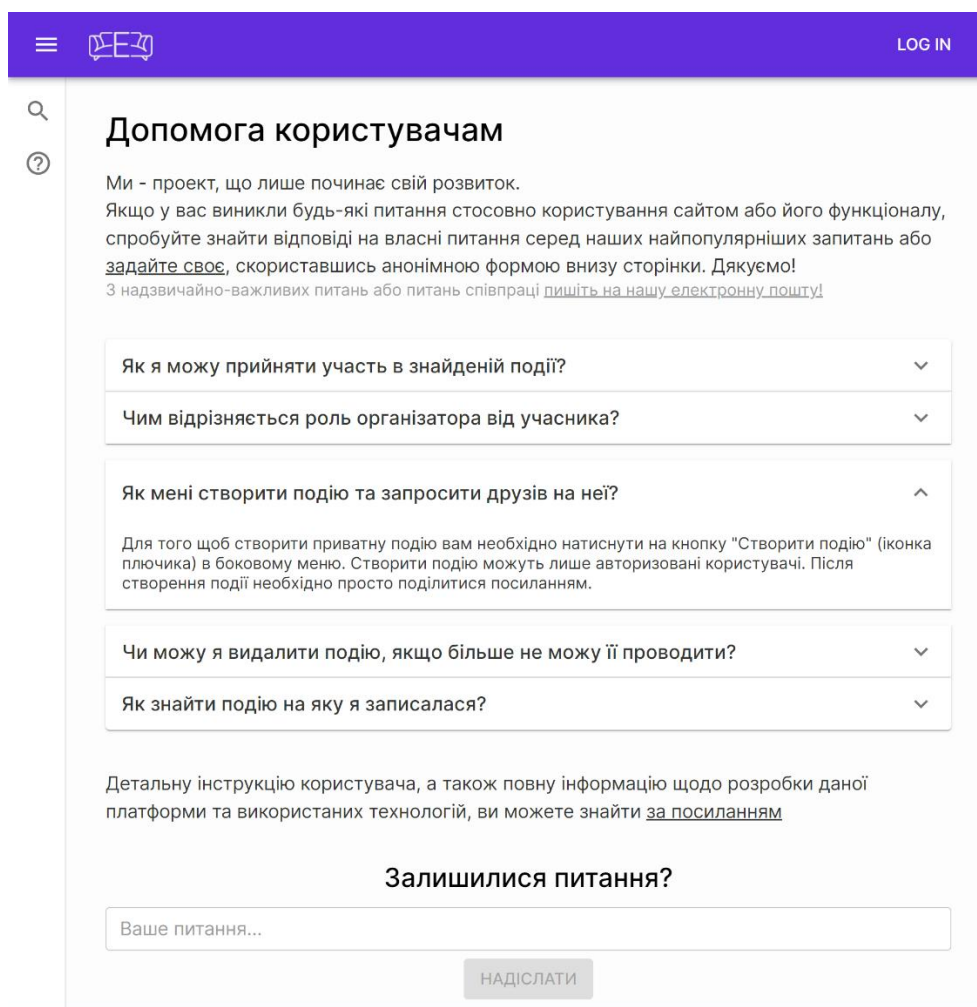 LOG IN
Допомога користувачам
Ми - проект, що лише починає свій розвиток.
Якщо у вас виникли будь-які питання стосовно користування сайтом або його функціоналу,
спробуйте знайти відповіді на власні питання серед наших найпопулярніших запитань або
задайте своє, скориставшись анонімною формою внизу сторінки. Дякуємо!
З надзвичайно-важливих питань або питань співпраці пишіть на нашу електронну пошту!
Як я можу прийняти участь в знайденій події?
Чим відрізняється роль організатора від учасника?
Як мені створити подію та запросити друзів на неї?
Для того щоб створити приватну подію вам необхідно натиснути на кнопку "Створити подію" (іконка
плючика) в боковому меню. Створити подію можуть лише авторизовані користувачі. Після
створення події необхідно просто поділитися посиланням.
Чи можу я видалити подію, якщо більше не можу її проводити?
Як знайти подію на яку я записалася?
Детальну інструкцію користувача, а також повну інформацію щодо розробки даної
платформи та використаних технологій, ви можете знайти за посиланням
Залишилися питання?
Ваше питання...
НАДІСЛАТИ